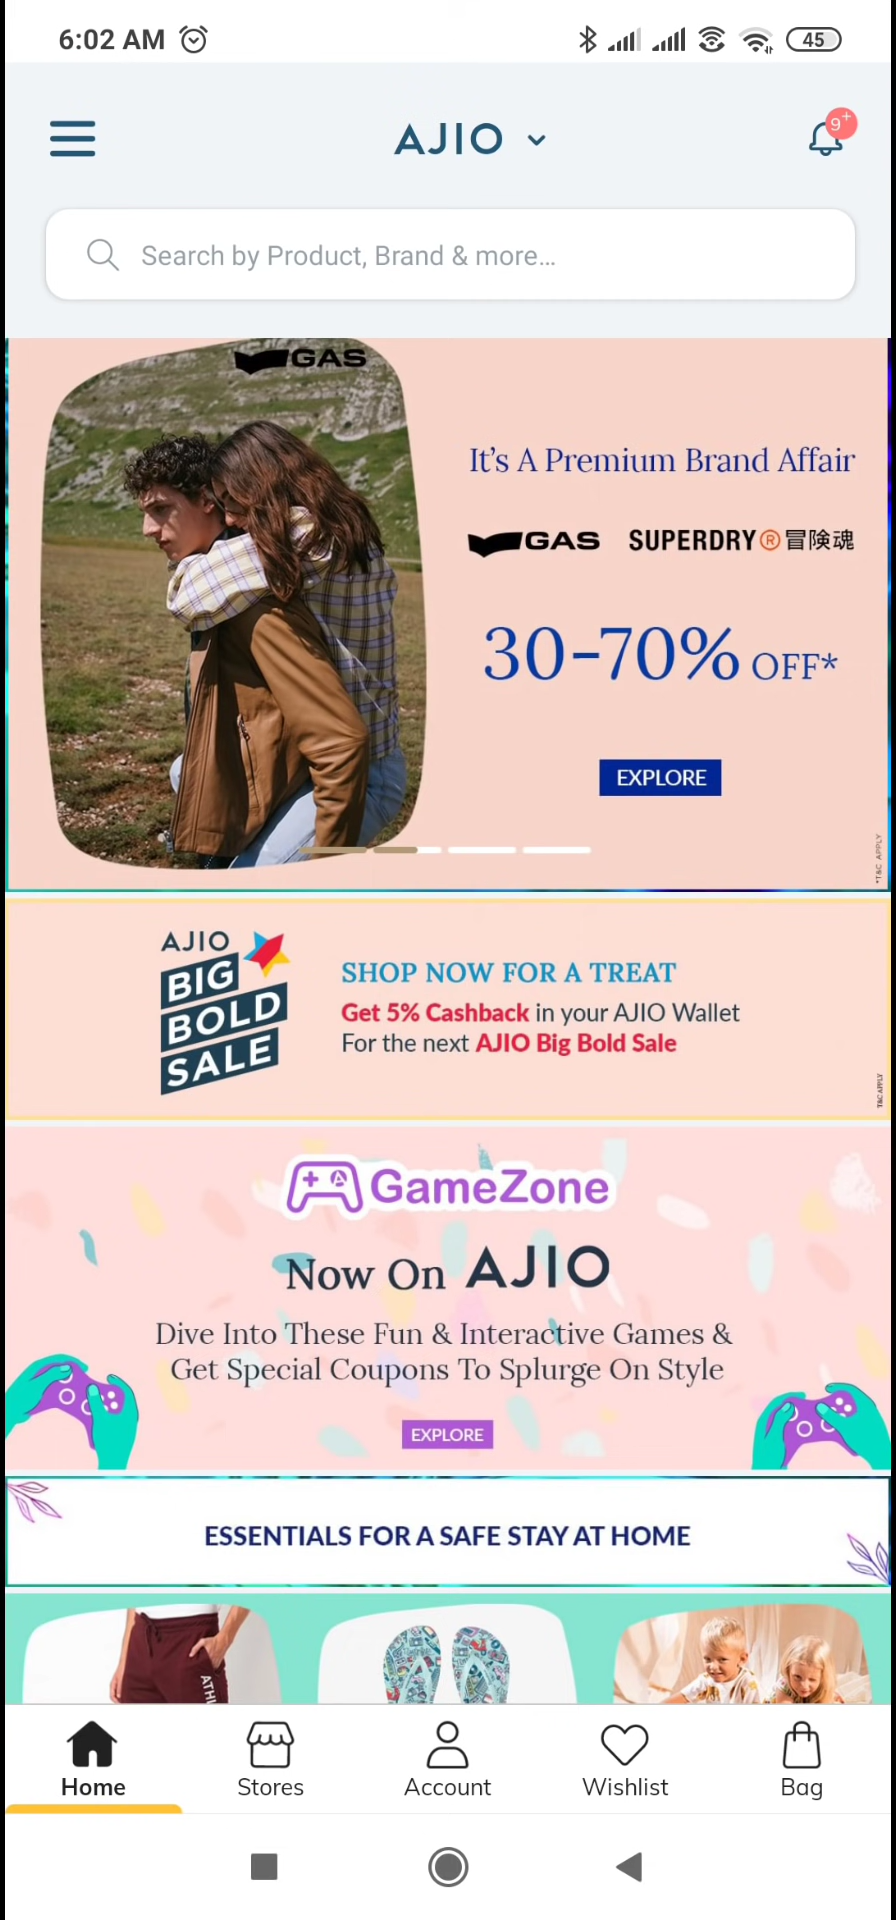 6:02 AM
45
AJIO
9+
Search by Product, Brand & more...
GAS
It's A Premium Brand Affair
GAS SUPERDRY® 冒険魂
30-70% OFF*
EXPLORE
*T&C APPLY
AJIO
BIG
BOLD
SALE
SHOP NOW FOR A TREAT
Get 5% Cashback in your AJIO Wallet
For the next AJIO Big Bold Sale
T&C APPLY
GameZone
Now On AJIO
Dive Into These Fun & Interactive Games &
Get Special Coupons To Splurge On Style
EXPLORE
ESSENTIALS FOR A SAFE STAY AT HOME
Home Stores Account Wishlist Bag